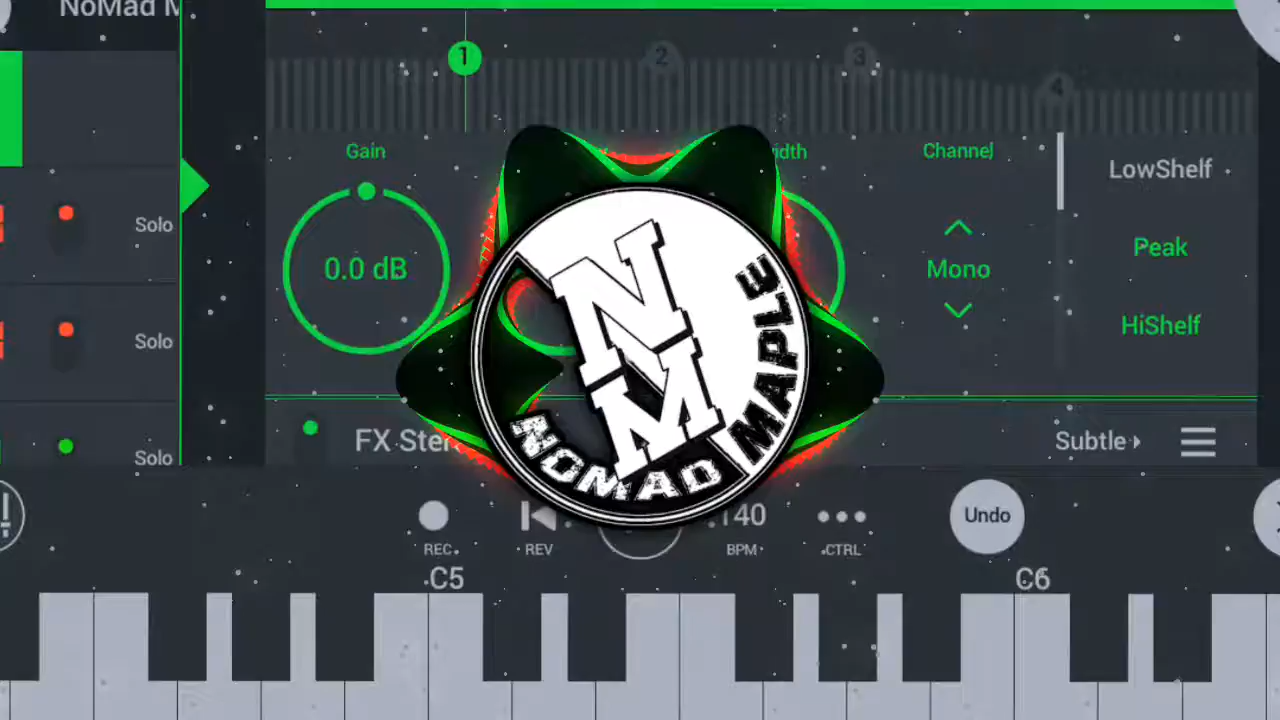 NoMad M
1
2
3
4
Gain
idth
Channel
LowShelf
Solo
Peak
0.0 dB
Mono
HiShelf
Solo
NM
NOMAD MAPLE
FX Ster
Subtle
Solo
140
Undo
REC
REV
BPM
CTRL
C5
C6